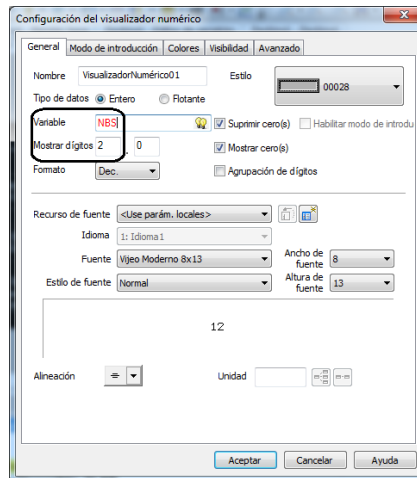 Configuración del visualizador numérico
General Modo de introducción Colores Visibilidad Avanzado
Nombre VisualizadorNumérico01 Estilo 00028
Tipo de datos Entero Flotante
Variable NBS Suprimir cero(s) Habilitar modo de introdu
Mostrar dígitos 2 . 0 Mostrar cero(s)
Formato Dec. Agrupación de dígitos
Recurso de fuente <Use parám. locales>
Idioma 1: Idioma1
Fuente Vijeo Moderno 8x13 Ancho de fuente 8
Estilo de fuente Normal Altura de fuente 13
12
Alineación Unidad
Aceptar Cancelar Ayuda